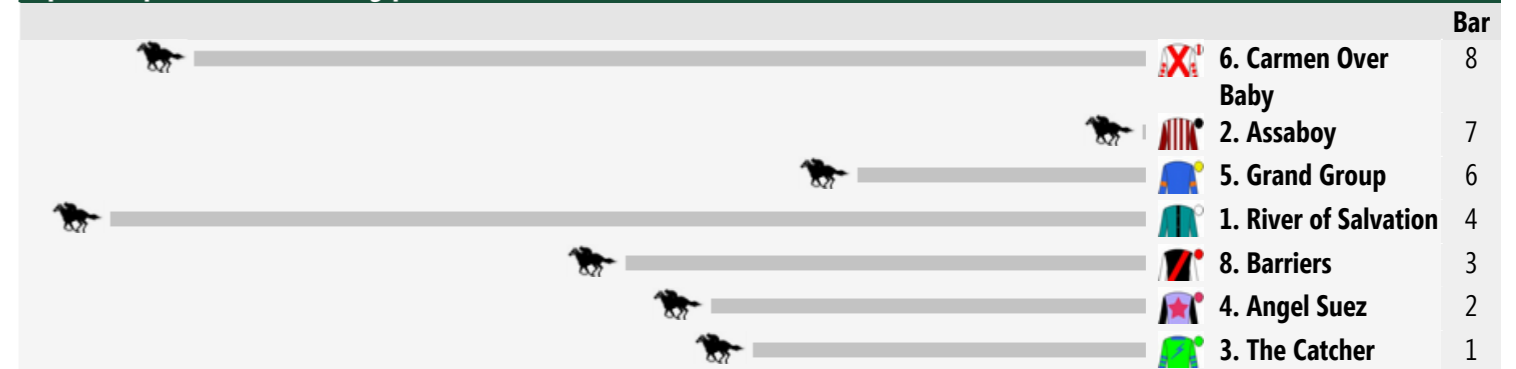 Bar
6. Carmen Over
Baby
8
2. Assaboy 7
5. Grand Group 6
1. River of Salvation 4
8. Barriers 3
4. Angel Suez 2
3. The Catcher 1